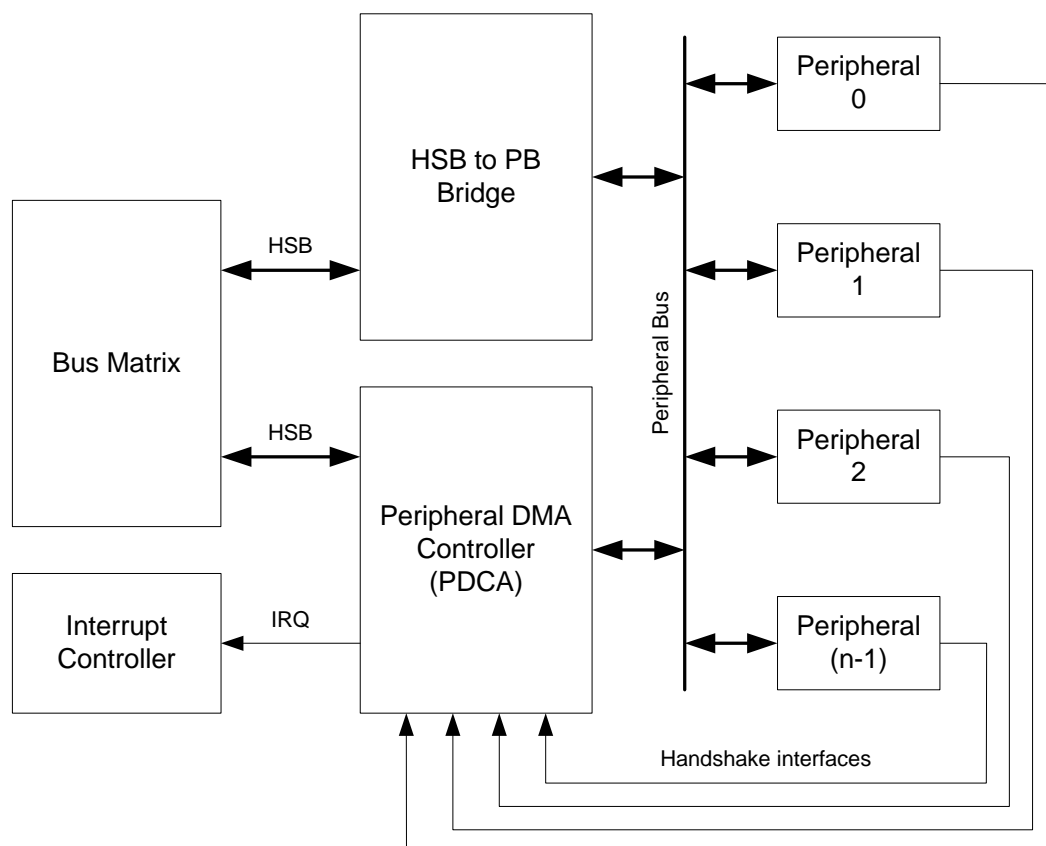 Peripheral
0
HSB to PB
Bridge
HSB
Peripheral
1
Bus Matrix
Peripheral Bus
HSB
Peripheral
2
Peripheral DMA
Controller
(PDCA)
IRQ
Interrupt
Controller
Peripheral
(n-1)
Handshake interfaces